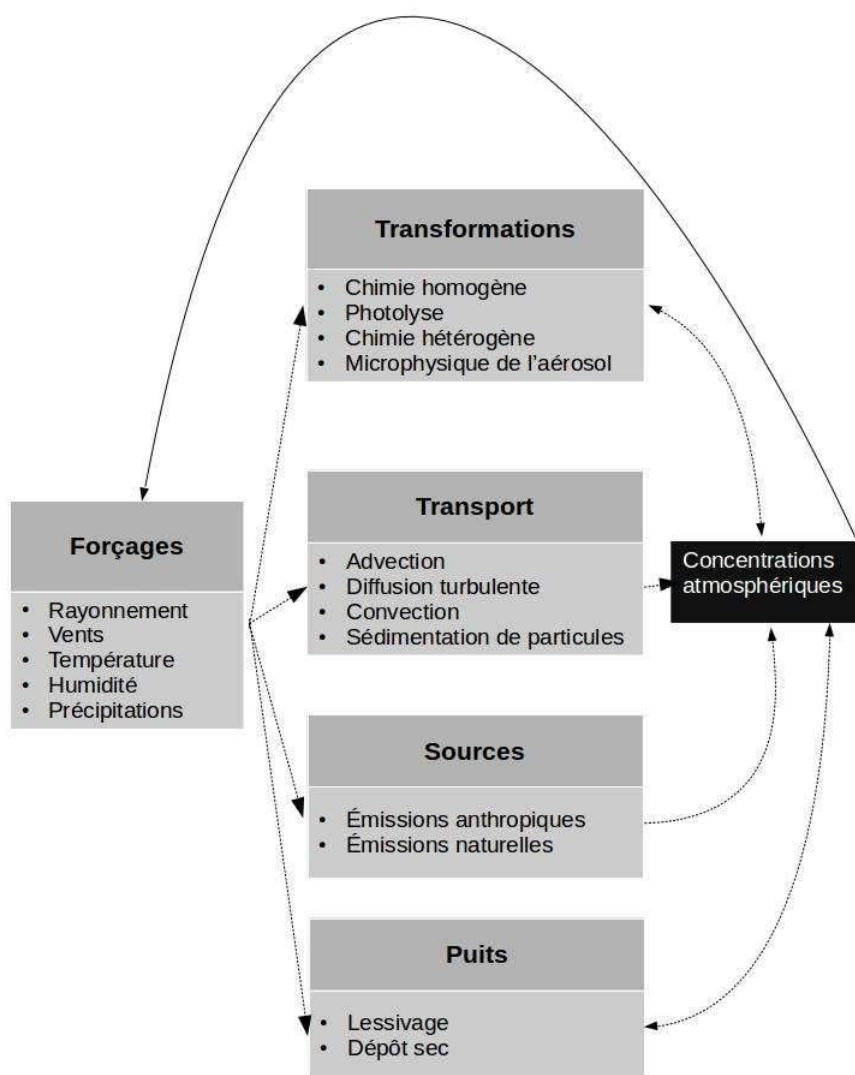 Transformations
• Chimie homogène
• Photolyse
• Chimie hétérogène
• Microphysique de l'aérosol
Forçages
• Rayonnement
• Vents
• Température
• Humidité
• Précipitations
Transport
• Advection
• Diffusion turbulente
• Convection
• Sédimentation de particules
Concentrations
atmosphériques
Sources
• Émissions anthropiques
• Émissions naturelles
Puits
• Lessivage
• Dépôt sec